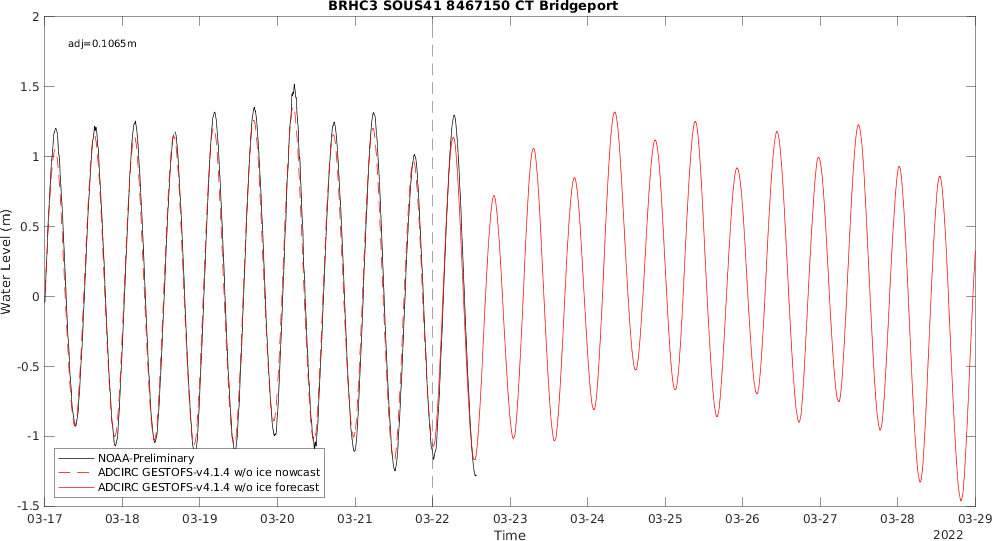 BRHC3 SOUS41 8467150 CT Bridgeport
adj=0.1065m
2
1.5
1
0.5
0
-0.5
-1
-1.5
Water Level (m)
NOAA-Preliminary
ADCIRC GESTOFS-v4.1.4 w/o ice nowcast
ADCIRC GESTOFS-v4.1.4 w/o ice forecast
03-17 03-18 03-19 03-20 03-21 03-22 03-23 03-24 03-25 03-26 03-27 03-28 03-29
Time
2022